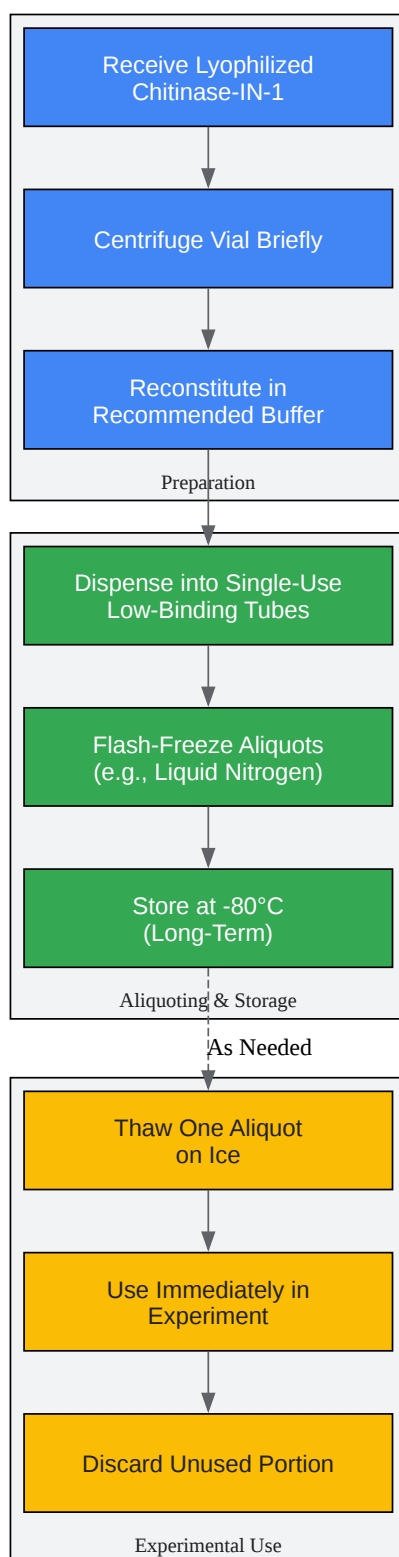 Receive Lyophilized
Chitinase-IN-1
Centrifuge Vial Briefly
Reconstitute in
Recommended Buffer
Preparation
Dispense into Single-Use
Low-Binding Tubes
Flash-Freeze Aliquots
(e.g., Liquid Nitrogen)
Store at -80°C
(Long-Term)
Aliquoting & Storage
As Needed
Thaw One Aliquot
on Ice
Use Immediately in
Experiment
Discard Unused Portion
Experimental Use